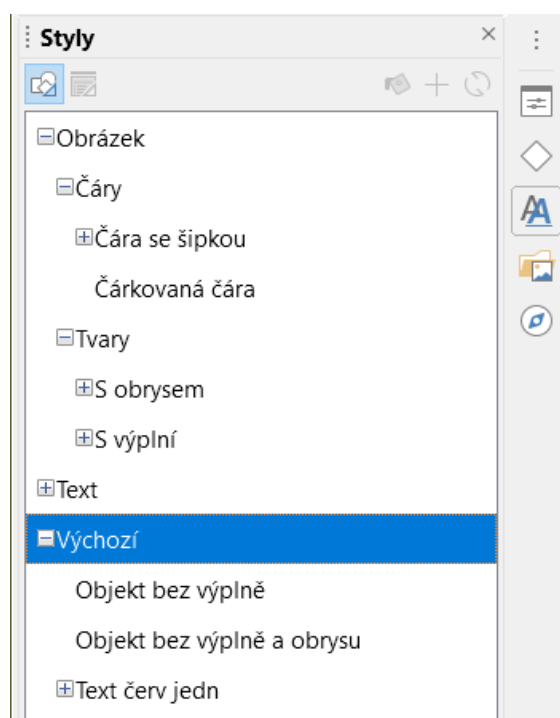 Styly
Obrázek
Čáry
Čára se šipkou
Čárkovaná čára
Tvary
S obrysem
S výplní
Text
Výchozí
Objekt bez výplně
Objekt bez výplně a obrysu
Text červ jedn